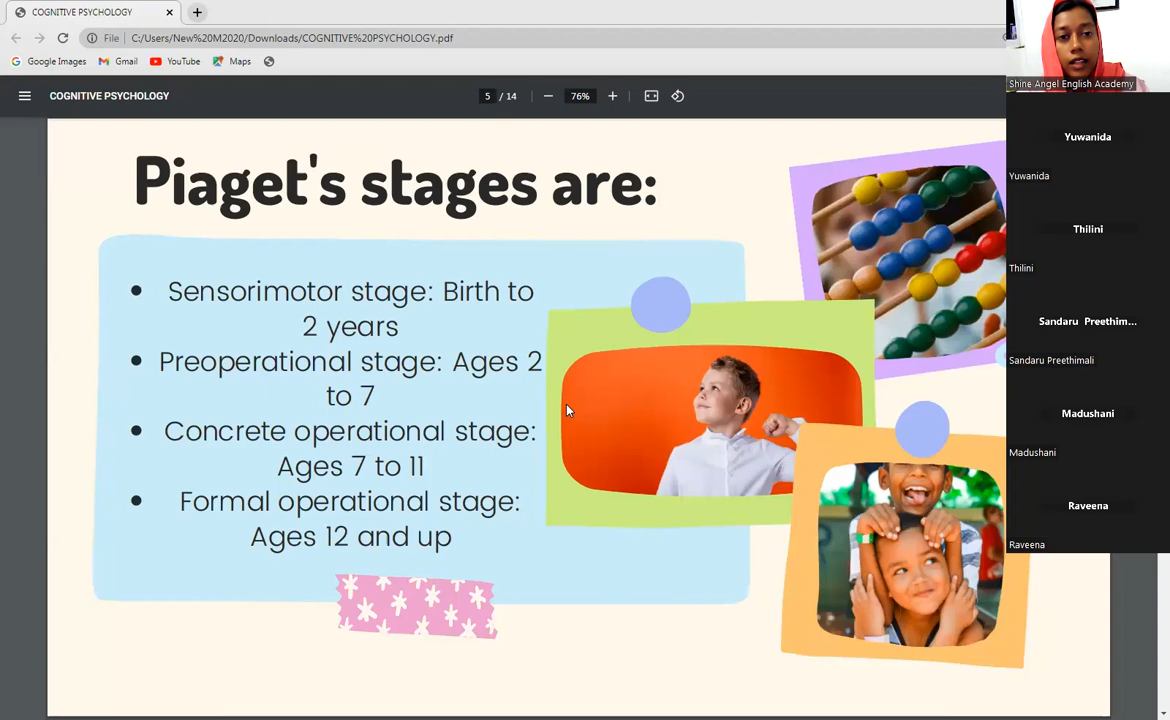 COGNITIVE PSYCHOLOGY
File
C:/Users/New%20M2020/Downloads/COGNITIVE%20PSYCHOLOGY.pdf
Google Images
Gmail
YouTube
Maps
COGNITIVE PSYCHOLOGY
5 / 14
76%
Piaget's stages are:
Sensorimotor stage: Birth to
2 years
Preoperational stage: Ages 2
to 7
Concrete operational stage:
Ages 7 to 11
Formal operational stage:
Ages 12 and up
Shine Angel English Academy
Yuwanida
Yuwanida
Thilini
Thilini
Sandaru Preethim...
Sandaru Preethimali
Madushani
Madushani
Raveena
Raveena